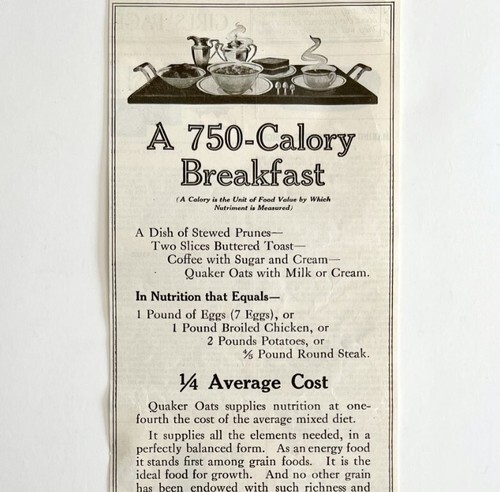 A 750-Calory
Breakfast
(A Calory is the Unit of Food Value by Which
Nutriment is Measured)
A Dish of Stewed Prunes—
Two Slices Buttered Toast—
Coffee with Sugar and Cream—
Quaker Oats with Milk or Cream.
In Nutrition that Equals—
1 Pound of Eggs (7 Eggs), or
1 Pound Broiled Chicken, or
2 Pounds Potatoes, or
⅘ Pound Round Steak.
¼ Average Cost
Quaker Oats supplies nutrition at one-
fourth the cost of the average mixed diet.
It supplies all the elements needed, in a
perfectly balanced form. As an energy food
it stands first among grain foods. It is the
ideal food for growth. And no other grain
has been endowed with such richness and